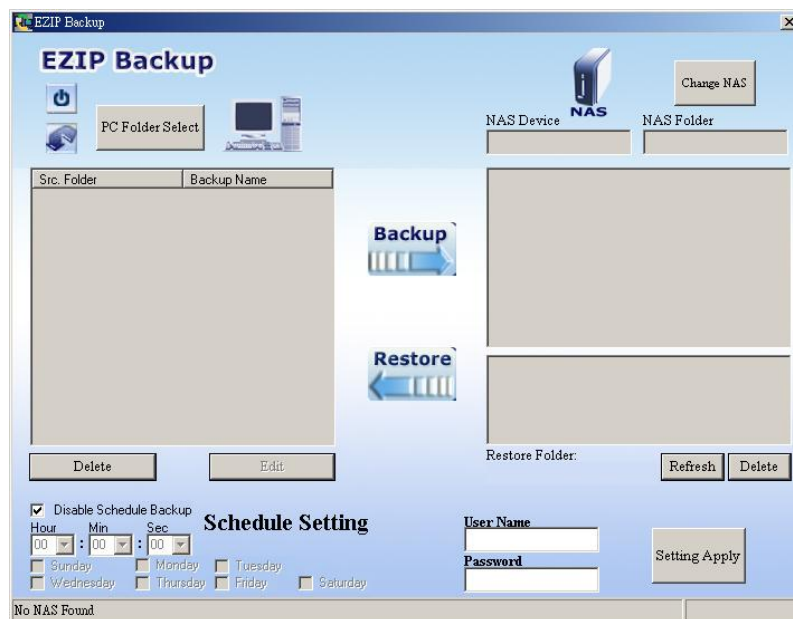 EZIP Backup
EZIP Backup
PC Folder Select
NAS
Change NAS
NAS Device
NAS Folder
Src. Folder
Backup Name
Backup
Restore
Delete
Edit
Restore Folder:
Refresh
Delete
Disable Schedule Backup
Hour
Min
Sec
00 : 00 : 00
Schedule Setting
Sunday
Monday
Tuesday
Wednesday
Thursday
Friday
Saturday
User Name
Password
Setting Apply
No NAS Found